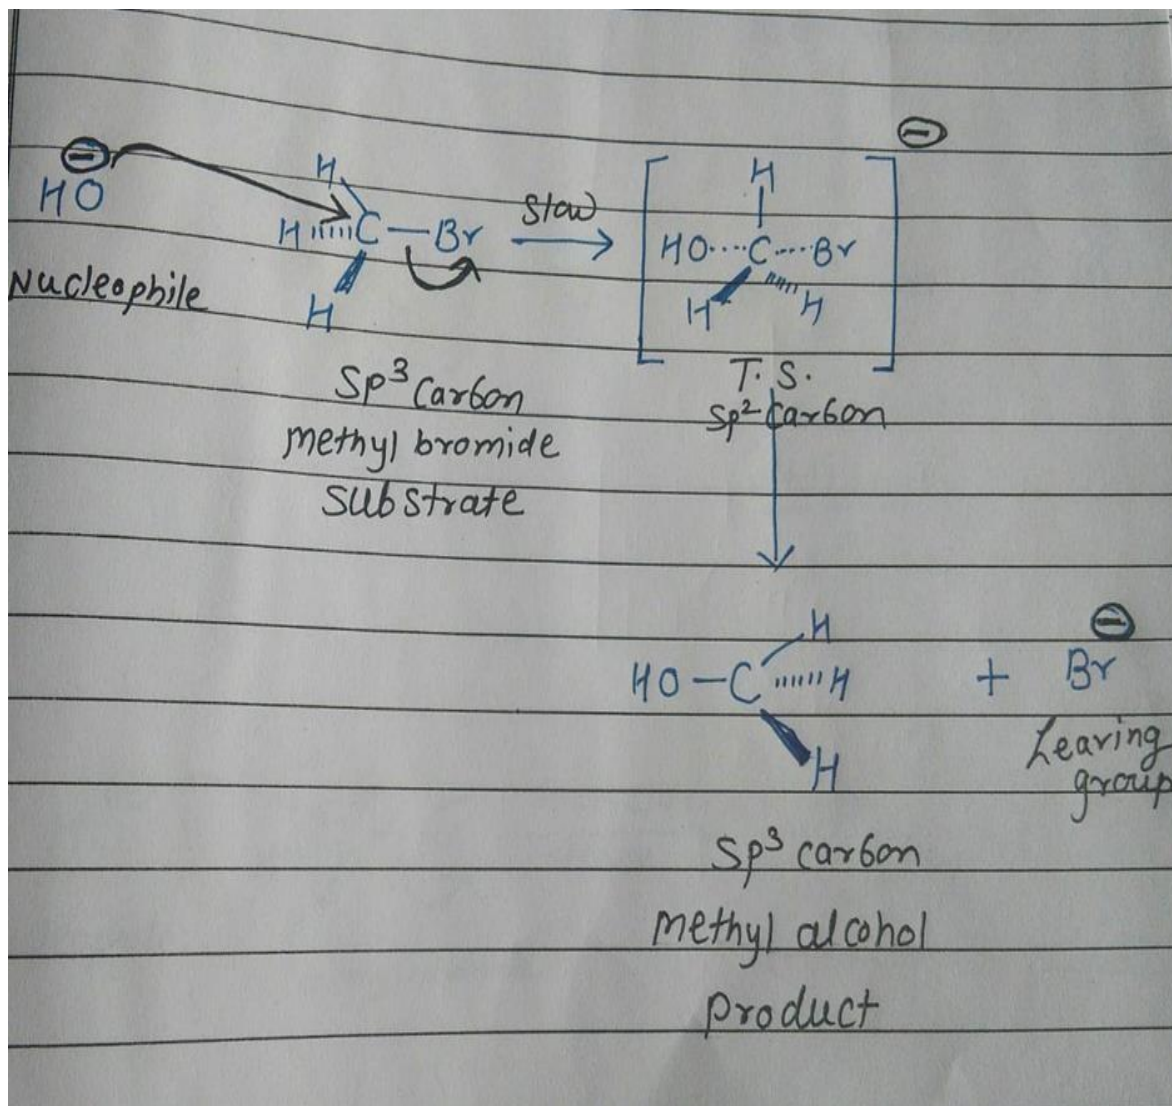 ⊖
HO
Nucleophile
H
H C — Br
H
Slow
H
HO C Br
H H
⊖
Sp³ Carbon
methyl bromide
Substrate
T. S.
Sp² Carbon
H
HO — C H
H
+
⊖
Br
Leaving
group
Sp³ carbon
methyl alcohol
product